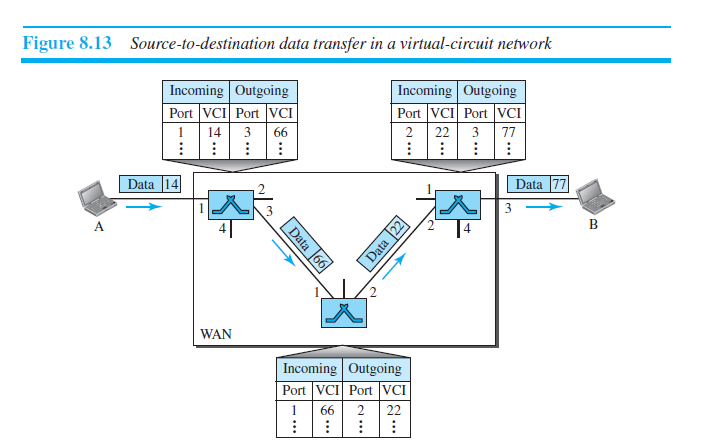 Figure 8.13 Source-to-destination data transfer in a virtual-circuit network
Incoming Outgoing
Port VCI Port VCI
1 14 3 66
Incoming Outgoing
Port VCI Port VCI
2 22 3 77
Data 14
A
1
2
3
4
Data 66
Data 22
1
2
4
3
Data 77
B
1
2
WAN
Incoming Outgoing
Port VCI Port VCI
1 66 2 22